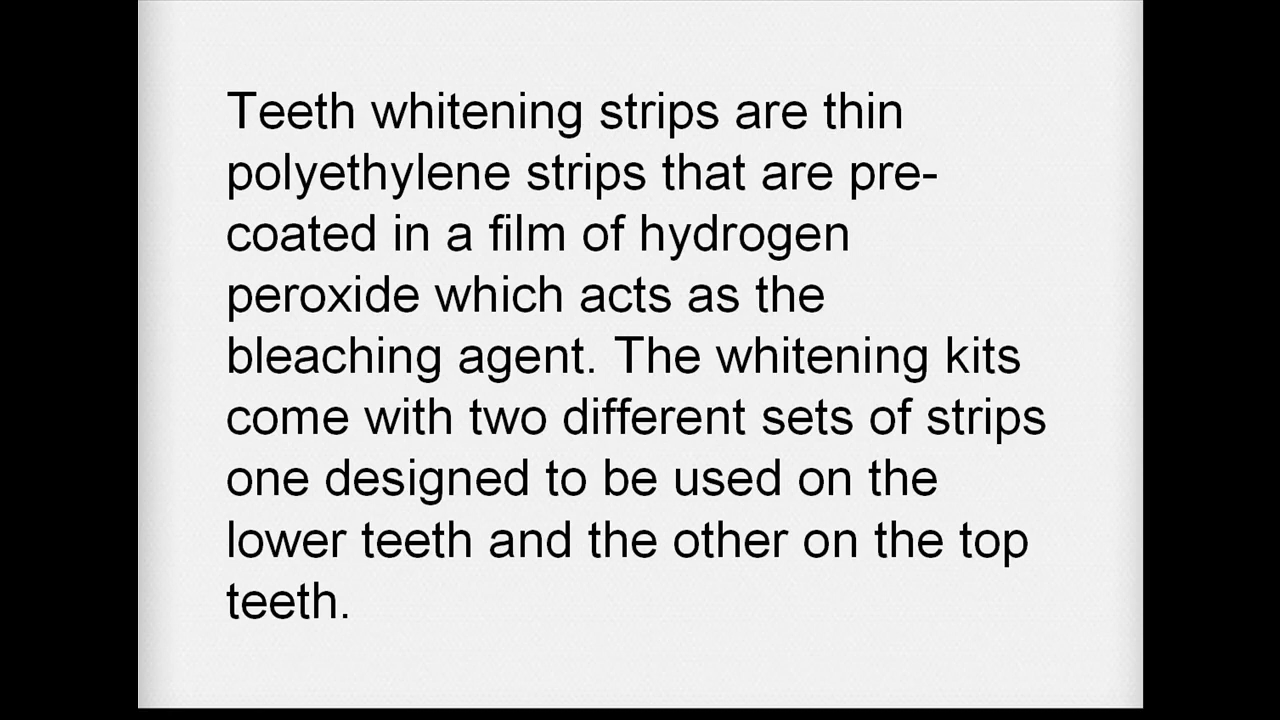 Teeth whitening strips are thin
polyethylene strips that are pre-
coated in a film of hydrogen
peroxide which acts as the
bleaching agent. The whitening kits
come with two different sets of strips
one designed to be used on the
lower teeth and the other on the top
teeth.